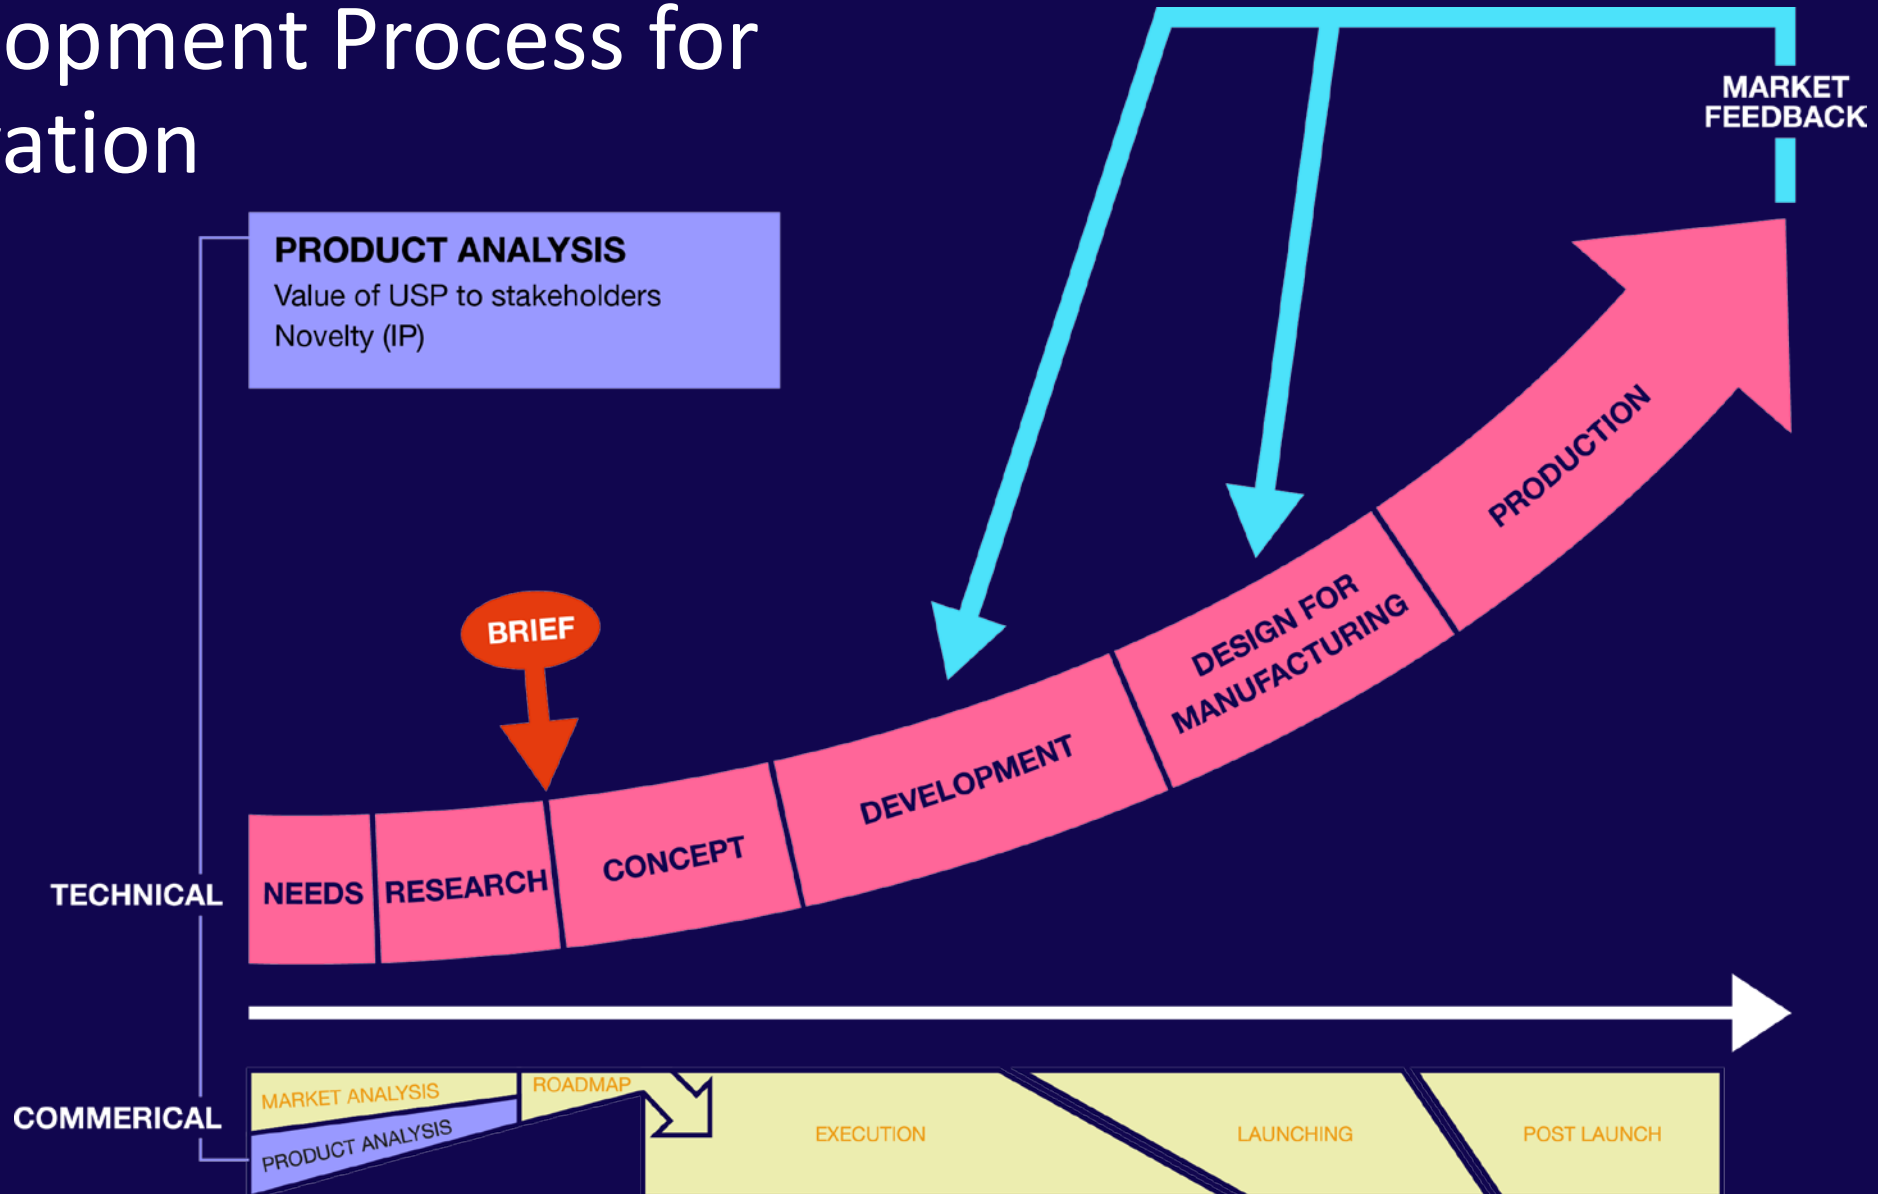 opment Process for
ation
MARKET
FEEDBACK
PRODUCT ANALYSIS
Value of USP to stakeholders
Novelty (IP)
BRIEF
TECHNICAL
NEEDS
RESEARCH
CONCEPT
DEVELOPMENT
DESIGN FOR
MANUFACTURING
PRODUCTION
COMMERICAL
MARKET ANALYSIS
PRODUCT ANALYSIS
ROADMAP
EXECUTION
LAUNCHING
POST LAUNCH